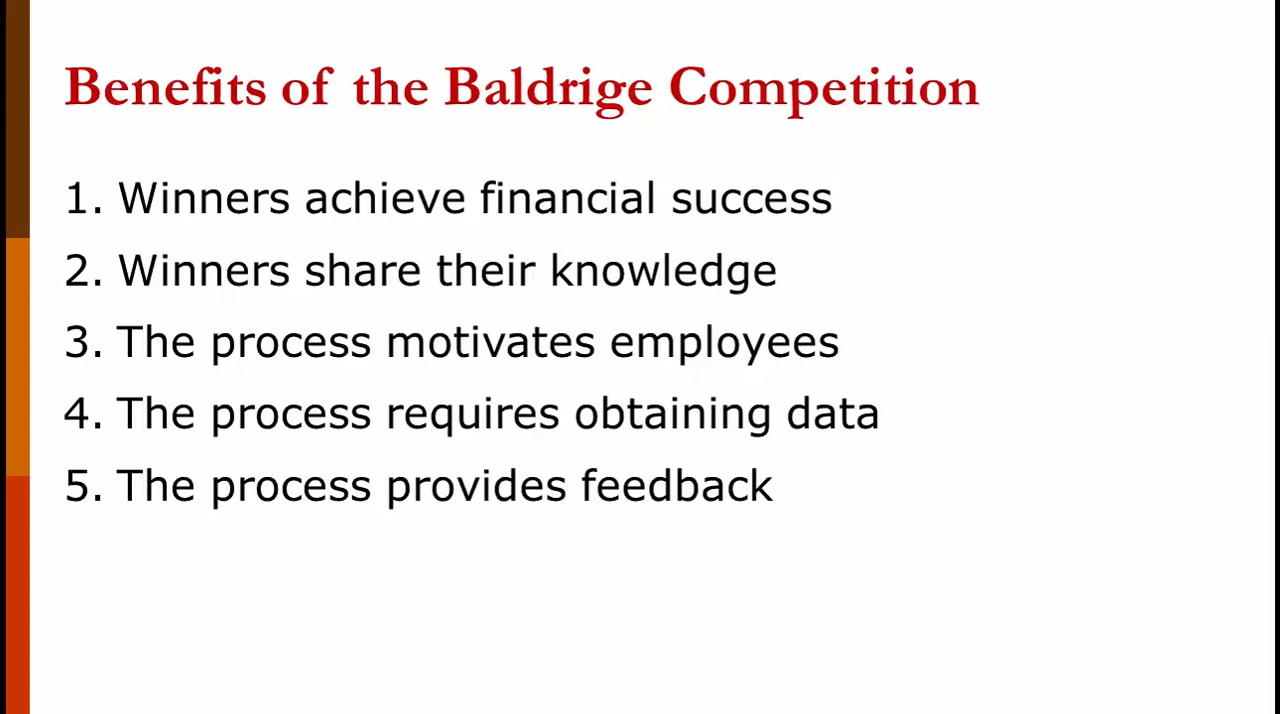 Benefits of the Baldrige Competition
1. Winners achieve financial success
2. Winners share their knowledge
3. The process motivates employees
4. The process requires obtaining data
5. The process provides feedback